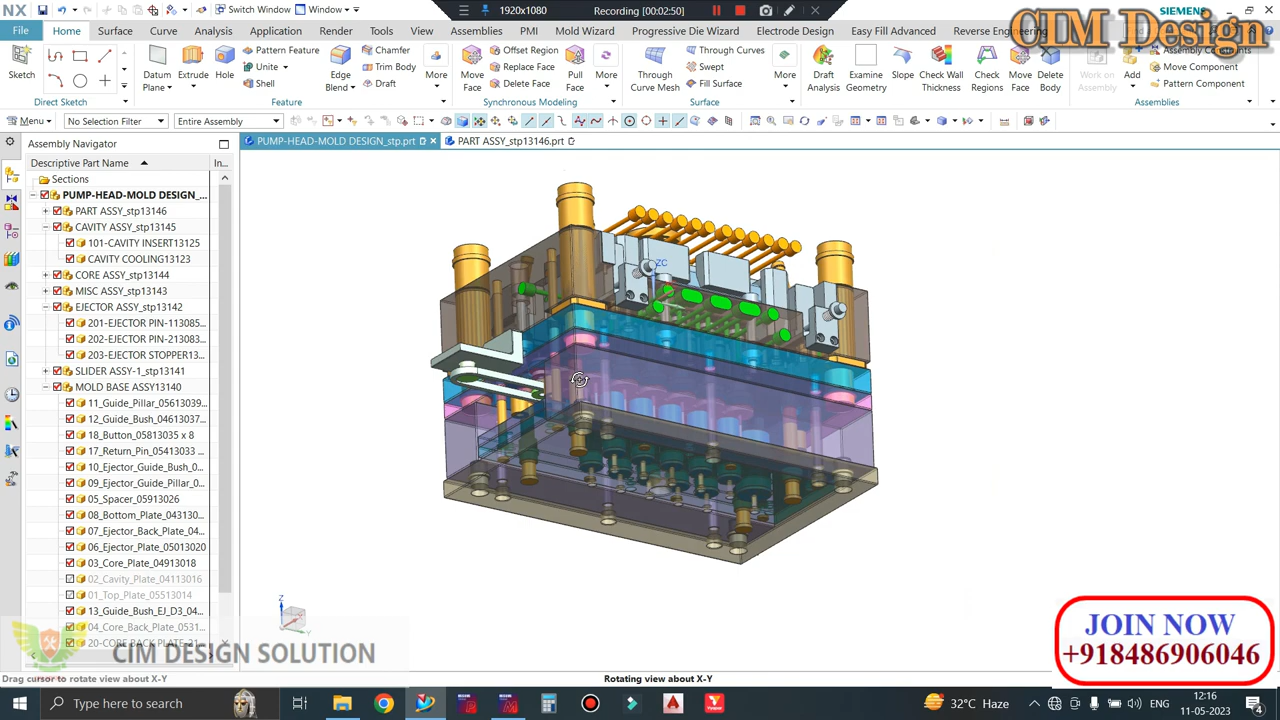 NX
Switch Window
Window
1920x1080
Recording [00:02:50]
SIEMENS
CIM Design
File
Home
Surface
Curve
Analysis
Application
Render
Tools
View
Assemblies
PMI
Mold Wizard
Progressive Die Wizard
Electrode Design
Easy Fill Advanced
Reverse Engineering
Sketch
Direct Sketch
Datum Plane
Extrude
Hole
Pattern Feature
Unite
Shell
Edge Blend
Chamfer
Trim Body
Draft
More
Feature
Move Face
Offset Region
Replace Face
Delete Face
Pull Face
More
Synchronous Modeling
Through Curve Mesh
Through Curves
Swept
Fill Surface
More
Surface
Draft Analysis
Examine Geometry
Slope
Check Wall Thickness
Check Regions
Move Face
Delete Body
Work on Assembly
Add
Assembly Constraints
Move Component
Pattern Component
Assemblies
Menu
No Selection Filter
Entire Assembly
Assembly Navigator
PUMP-HEAD-MOLD DESIGN_stp.prt
PART ASSY_stp13146.prt
Descriptive Part Name
In...
Sections
PUMP-HEAD-MOLD DESIGN_...
PART ASSY_stp13146
CAVITY ASSY_stp13145
101-CAVITY INSERT13125
CAVITY COOLING13123
CORE ASSY_stp13144
MISC ASSY_stp13143
EJECTOR ASSY_stp13142
201-EJECTOR PIN-113085...
202-EJECTOR PIN-213083...
203-EJECTOR STOPPER13...
SLIDER ASSY-1_stp13141
MOLD BASE ASSY13140
11_Guide_Pillar_05613039...
12_Guide_Bush_04613037...
18_Button_05813035 x 8
17_Return_Pin_05413033 ...
10_Ejector_Guide_Bush_0...
09_Ejector_Guide_Pillar_0...
05_Spacer_05913026
08_Bottom_Plate_043130...
07_Ejector_Back_Plate_04...
06_Ejector_Plate_05013020
03_Core_Plate_04913018
02_Cavity_Plate_04113016
01_Top_Plate_05513014
13_Guide_Bush_EJ_D3_04...
04_Core_Back_Plate_0531...
20-CORE BACK PLATE-21...
ZC
Z
Y
CIM DESIGN SOLUTION
JOIN NOW
+918486906046
Drag cursor to rotate view about X-Y
Rotating view about X-Y
Type here to search
32°C Haze
ENG
12:16
11-05-2023
4